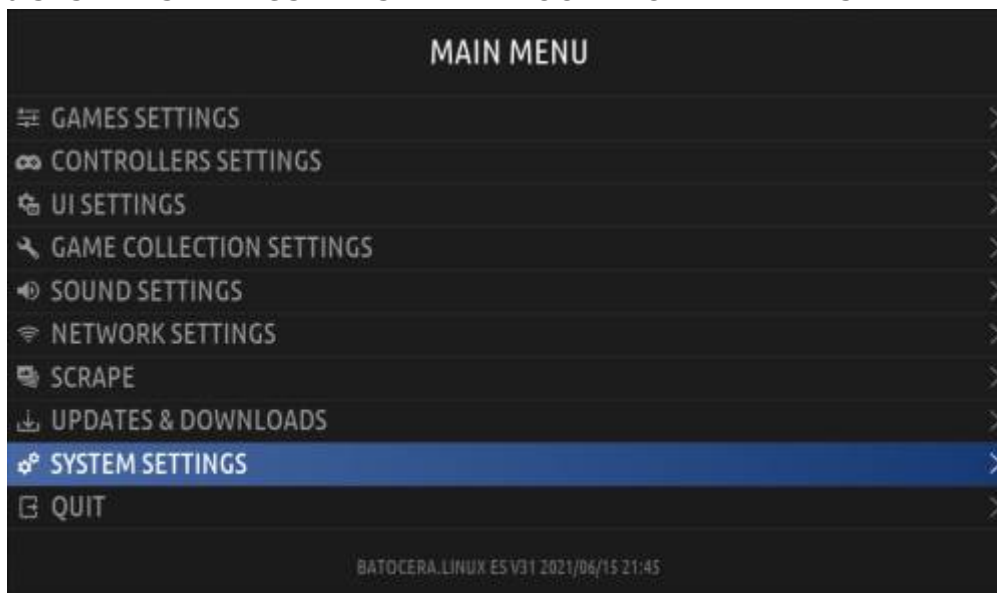 MAIN MENU
GAMES SETTINGS
CONTROLLERS SETTINGS
UI SETTINGS
GAME COLLECTION SETTINGS
SOUND SETTINGS
NETWORK SETTINGS
SCRAPE
UPDATES & DOWNLOADS
SYSTEM SETTINGS
QUIT
BATOCERA.LINUX ES V31 2021/06/15 21:45